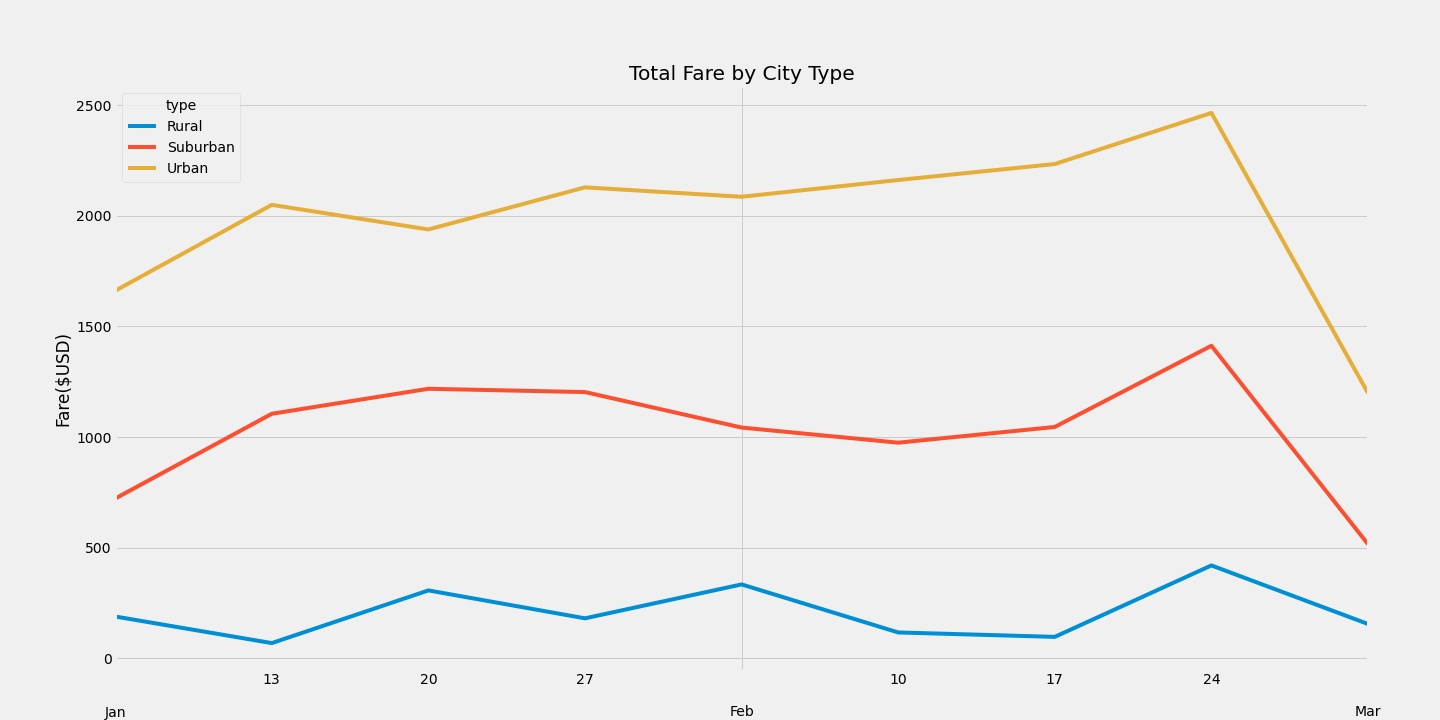 Total Fare by City Type
type
Rural
Suburban
Urban
Fare($USD)
2500
2000
1500
1000
500
0
13 20 27 10 17 24
Jan Feb Mar